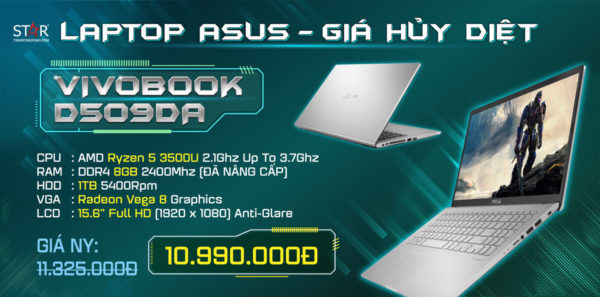 STAR
LAPTOP ASUS – GIÁ HỦY DIỆT
VIVOBOOK
D509DA
CPU : AMD Ryzen 5 3500U 2.1Ghz Up To 3.7Ghz
RAM : DDR4 8GB 2400Mhz [ĐÃ NÂNG CẤP]
HDD : 1TB 5400Rpm
VGA : Radeon Vega 8 Graphics
LCD : 15.6" Full HD [1920 x 1080] Anti-Glare
GIÁ NY:
11.325.000Đ
10.990.000Đ
ASUS